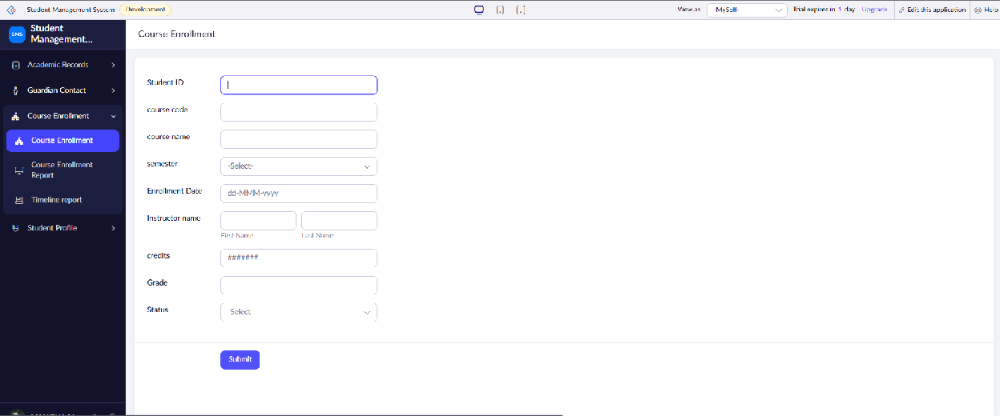 Student Management System Development View as -MySelf- Trial expires in 1 day Upgrade Edit this application Help
SMS Student
Management...
Course Enrollment
Academic Records
Guardian Contact
Course Enrollment
Course Enrollment
Course Enrollment
Report
Timeline report
Student Profile
Student ID
course code
course name
semester -Select-
Enrollment Date dd-MMM-yyyy
Instructor name
First Name Last Name
credits #######
Grade
Status -Select-
Submit